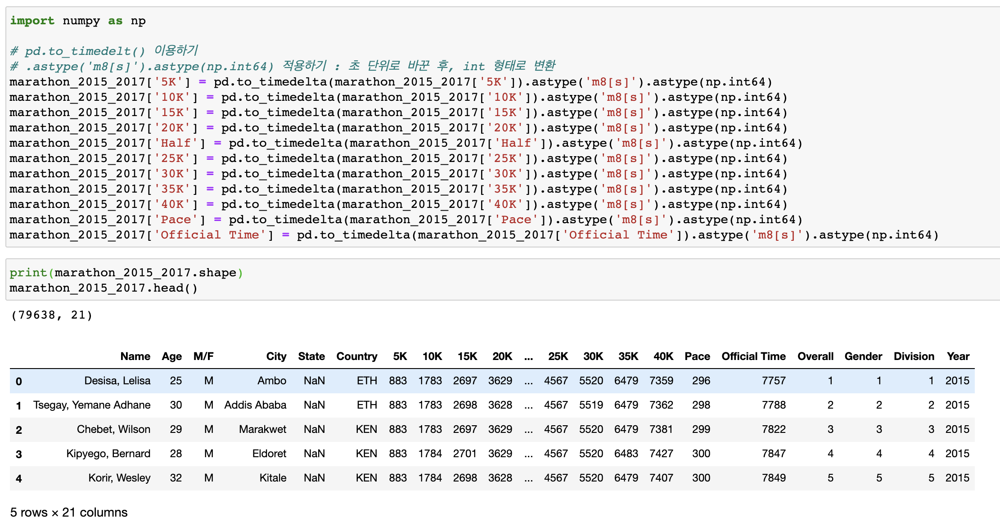 import numpy as np
# pd.to_timedelt() 이용하기
# .astype('m8[s]').astype(np.int64) 적용하기 : 초 단위로 바꾼 후, int 형태로 변환
marathon_2015_2017['5K'] = pd.to_timedelta(marathon_2015_2017['5K']).astype('m8[s]').astype(np.int64)
marathon_2015_2017['10K'] = pd.to_timedelta(marathon_2015_2017['10K']).astype('m8[s]').astype(np.int64)
marathon_2015_2017['15K'] = pd.to_timedelta(marathon_2015_2017['15K']).astype('m8[s]').astype(np.int64)
marathon_2015_2017['20K'] = pd.to_timedelta(marathon_2015_2017['20K']).astype('m8[s]').astype(np.int64)
marathon_2015_2017['Half'] = pd.to_timedelta(marathon_2015_2017['Half']).astype('m8[s]').astype(np.int64)
marathon_2015_2017['25K'] = pd.to_timedelta(marathon_2015_2017['25K']).astype('m8[s]').astype(np.int64)
marathon_2015_2017['30K'] = pd.to_timedelta(marathon_2015_2017['30K']).astype('m8[s]').astype(np.int64)
marathon_2015_2017['35K'] = pd.to_timedelta(marathon_2015_2017['35K']).astype('m8[s]').astype(np.int64)
marathon_2015_2017['40K'] = pd.to_timedelta(marathon_2015_2017['40K']).astype('m8[s]').astype(np.int64)
marathon_2015_2017['Pace'] = pd.to_timedelta(marathon_2015_2017['Pace']).astype('m8[s]').astype(np.int64)
marathon_2015_2017['Official Time'] = pd.to_timedelta(marathon_2015_2017['Official Time']).astype('m8[s]').astype(np.int64)
print(marathon_2015_2017.shape)
marathon_2015_2017.head()
(79638, 21)
Name Age M/F City State Country 5K 10K 15K 20K ... 25K 30K 35K 40K Pace Official Time Overall Gender Division Year
0 Desisa, Lelisa 25 M Ambo NaN ETH 883 1783 2697 3629 ... 4567 5520 6479 7359 296 7757 1 1 1 2015
1 Tsegay, Yemane Adhane 30 M Addis Ababa NaN ETH 883 1783 2698 3628 ... 4567 5519 6479 7362 298 7788 2 2 2 2015
2 Chebet, Wilson 29 M Marakwet NaN KEN 883 1783 2697 3629 ... 4567 5520 6479 7381 299 7822 3 3 3 2015
3 Kipyego, Bernard 28 M Eldoret NaN KEN 883 1784 2701 3629 ... 4567 5520 6483 7427 300 7847 4 4 4 2015
4 Korir, Wesley 32 M Kitale NaN KEN 883 1784 2698 3628 ... 4567 5520 6479 7407 300 7849 5 5 5 2015
5 rows × 21 columns